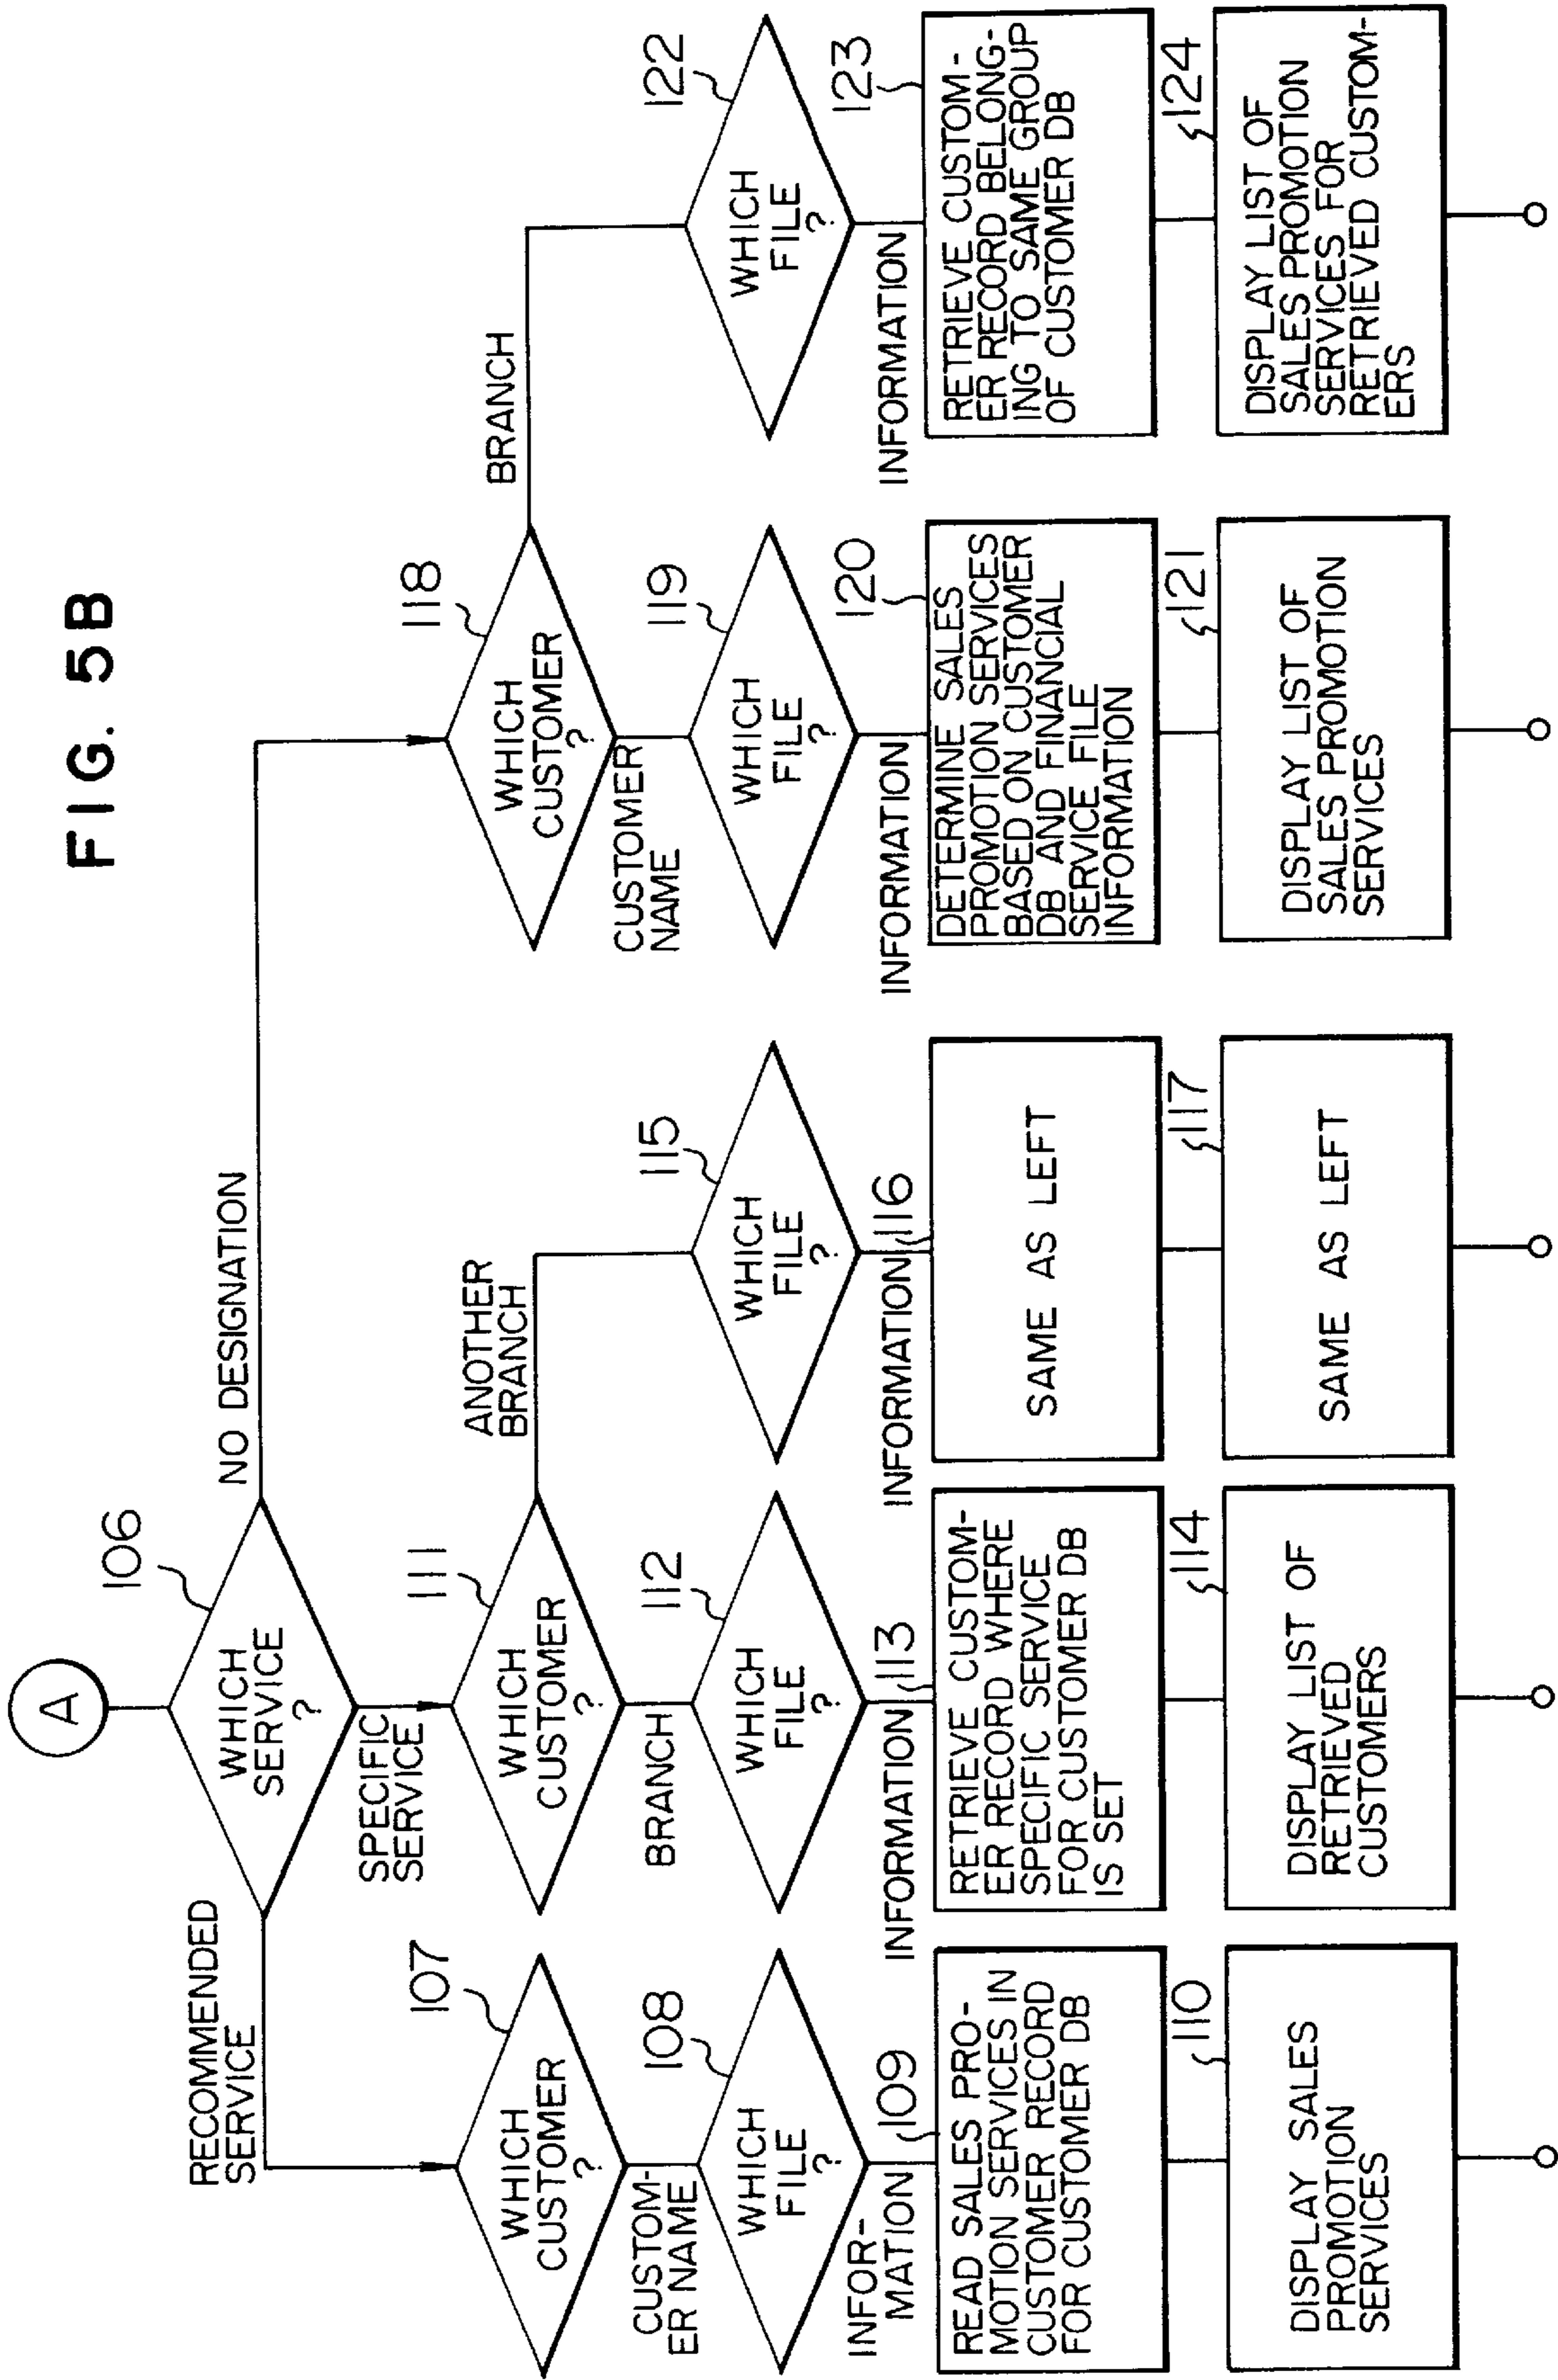 FIG. 5B
A
106
WHICH
SERVICE
?
RECOMMENDED
SERVICE
SPECIFIC
SERVICE
NO DESIGNATION
107
WHICH
CUSTOMER
?
CUSTOM-
ER NAME
108
WHICH
FILE
?
INFOR-
MATION
109
READ SALES PRO-
MOTION SERVICES IN
CUSTOMER RECORD
FOR CUSTOMER DB
110
DISPLAY SALES
PROMOTION
SERVICES
111
WHICH
CUSTOMER
?
BRANCH
ANOTHER
BRANCH
112
WHICH
FILE
?
INFORMATION
113
RETRIEVE CUSTOM-
ER RECORD WHERE
SPECIFIC SERVICE
FOR CUSTOMER DB
IS SET
114
DISPLAY LIST OF
RETRIEVED
CUSTOMERS
115
WHICH
FILE
?
INFORMATION
116
SAME AS LEFT
117
SAME AS LEFT
118
WHICH
CUSTOMER
?
CUSTOMER
NAME
BRANCH
119
WHICH
FILE
?
INFORMATION
120
DETERMINE SALES
PROMOTION SERVICES
BASED ON CUSTOMER
DB AND FINANCIAL
SERVICE FILE
INFORMATION
121
DISPLAY LIST OF
SALES PROMOTION
SERVICES
122
WHICH
FILE
?
INFORMATION
123
RETRIEVE CUSTOM-
ER RECORD BELONG-
ING TO SAME GROUP
OF CUSTOMER DB
124
DISPLAY LIST OF
SALES PROMOTION
SERVICES FOR
RETRIEVED CUSTOM-
ERS